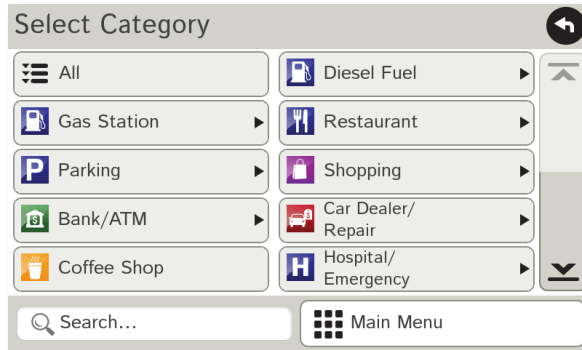 Select Category
All
Diesel Fuel
Gas Station
Restaurant
P
Parking
Shopping
$
Bank/ATM
$
Car Dealer/
Repair
Coffee Shop
H
Hospital/
Emergency
Search...
Main Menu